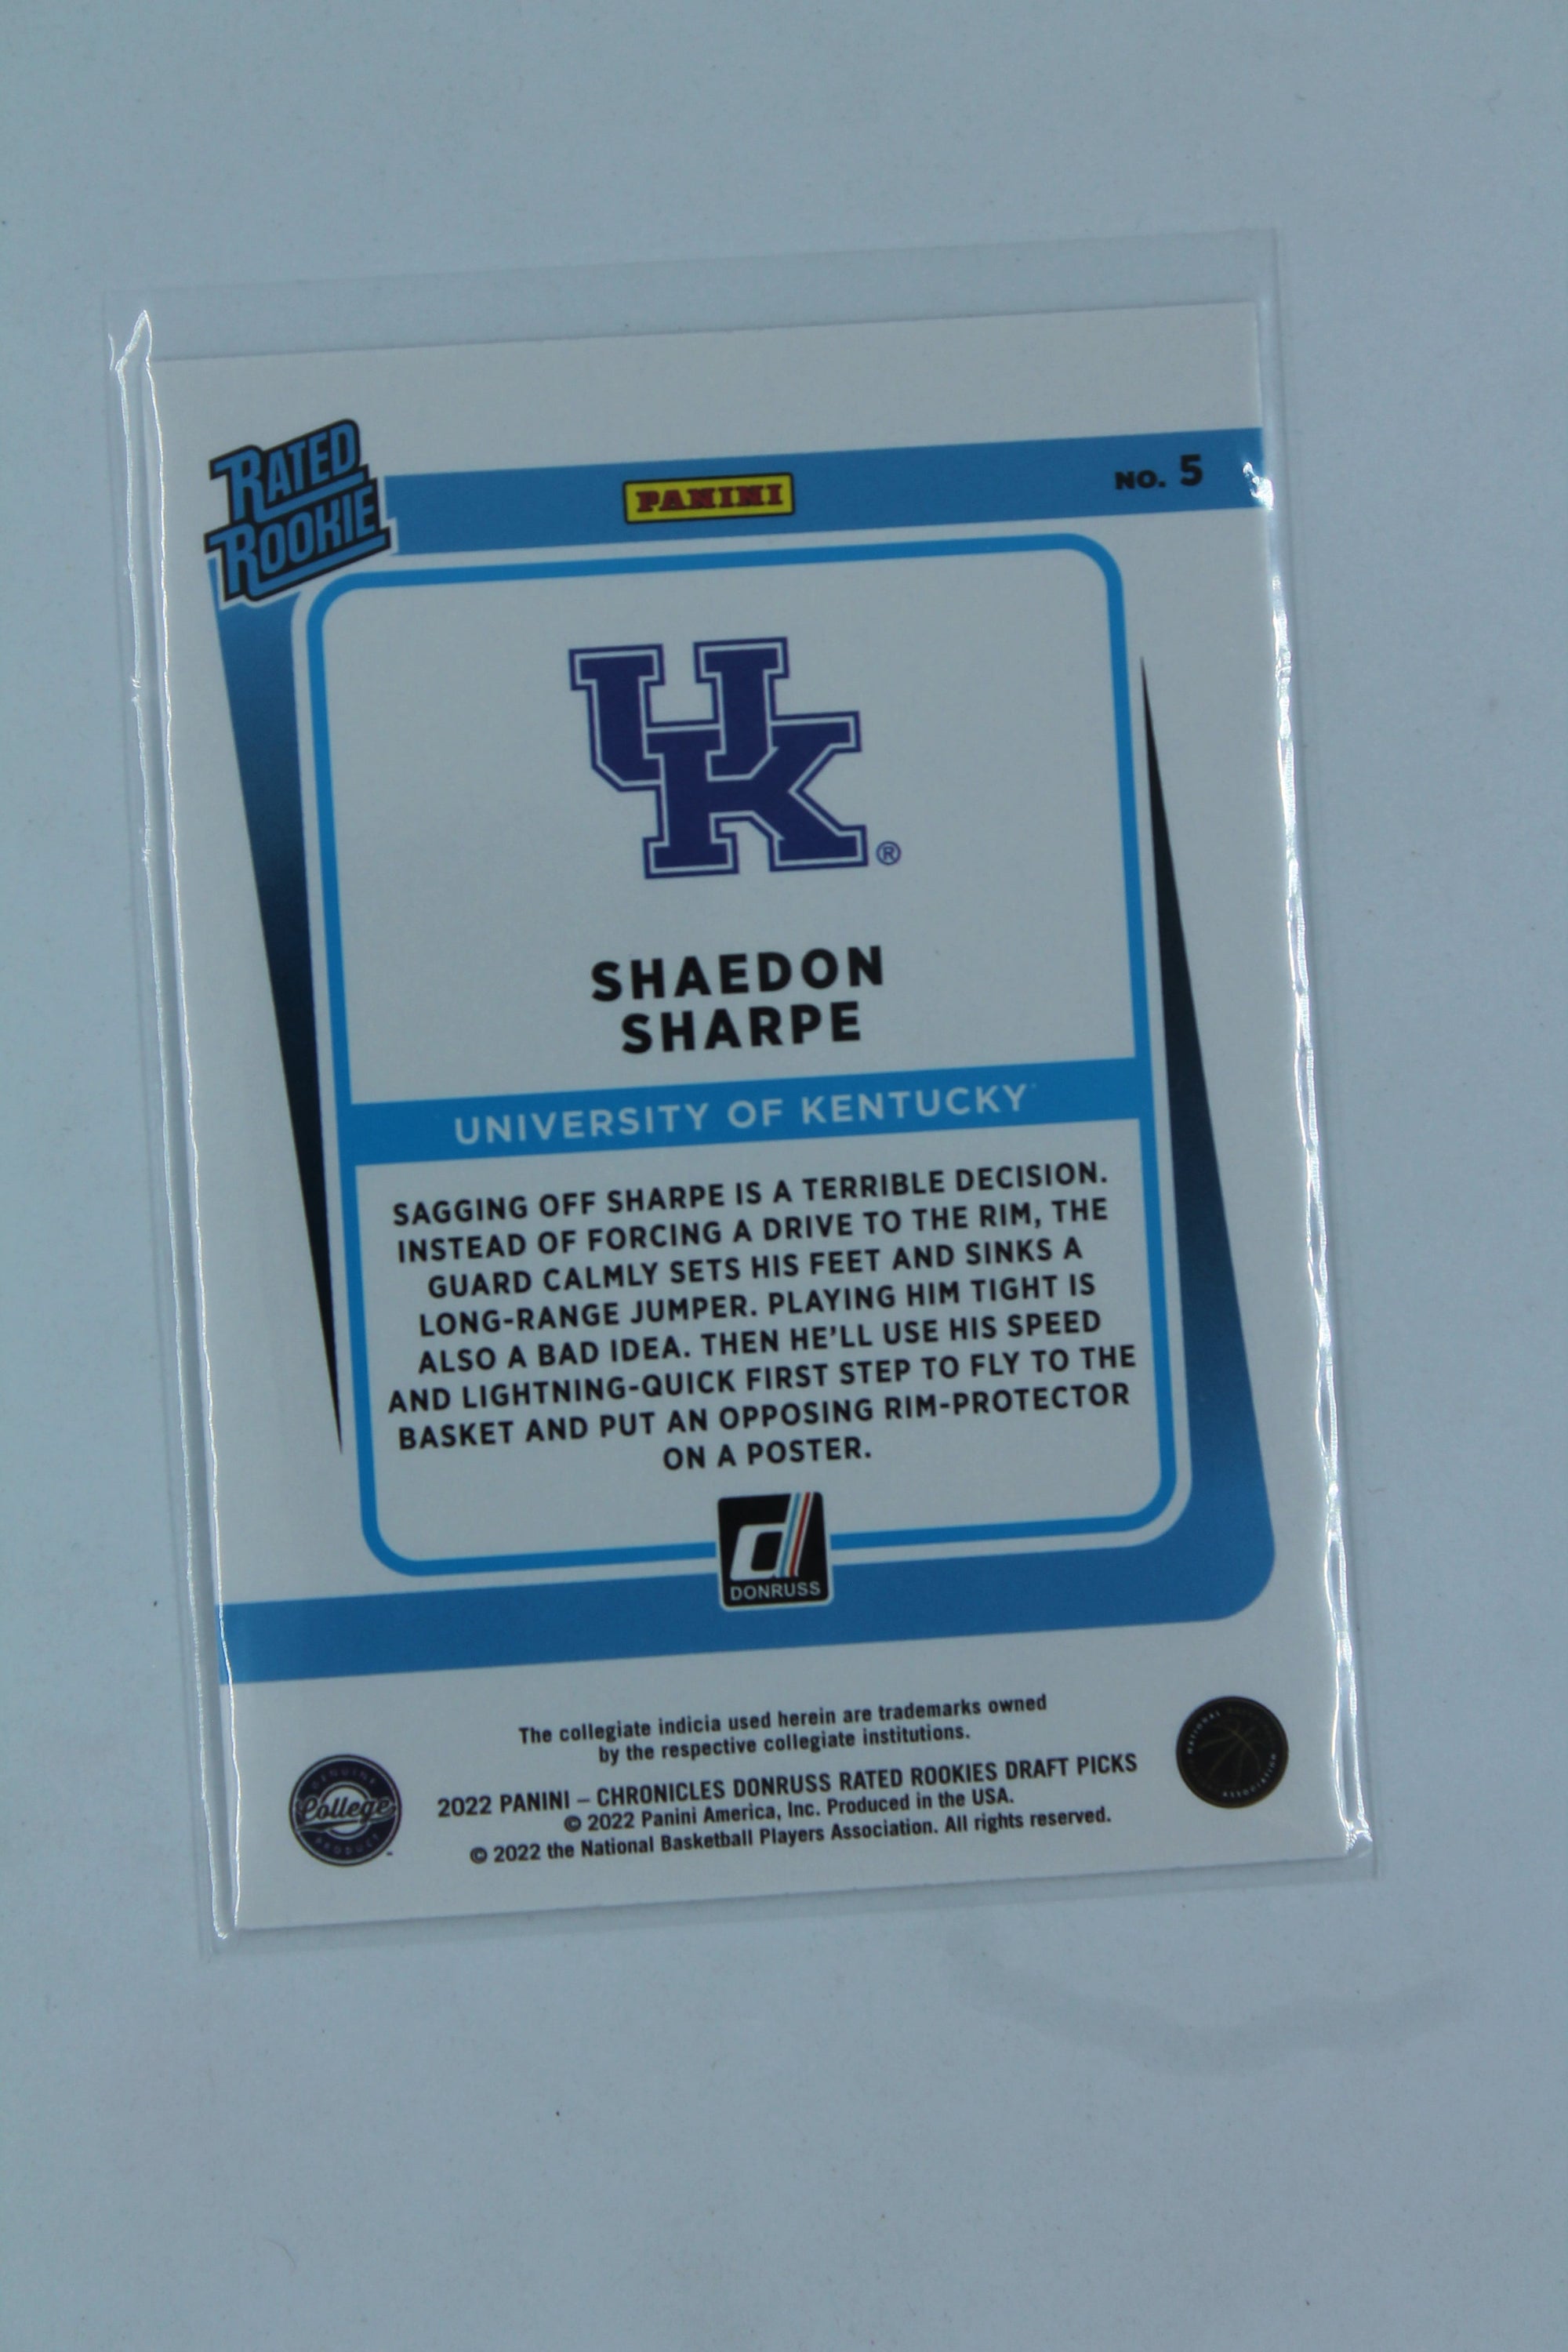 RATED
ROOKIE
PANINI
NO. 5
UK®
SHAEDON
SHARPE
UNIVERSITY OF KENTUCKY
SAGGING OFF SHARPE IS A TERRIBLE DECISION.
INSTEAD OF FORCING A DRIVE TO THE RIM, THE
GUARD CALMLY SETS HIS FEET AND SINKS A
LONG-RANGE JUMPER. PLAYING HIM TIGHT IS
ALSO A BAD IDEA. THEN HE'LL USE HIS SPEED
AND LIGHTNING-QUICK FIRST STEP TO FLY TO THE
BASKET AND PUT AN OPPOSING RIM-PROTECTOR
ON A POSTER.
d
DONRUSS
The collegiate indicia used herein are trademarks owned
by the respective collegiate institutions.
2022 PANINI – CHRONICLES DONRUSS RATED ROOKIES DRAFT PICKS
© 2022 Panini America, Inc. Produced in the USA.
© 2022 the National Basketball Players Association. All rights reserved.
GENUINE
College
PRODUCT
™
NATIONAL
ASSOCIATION